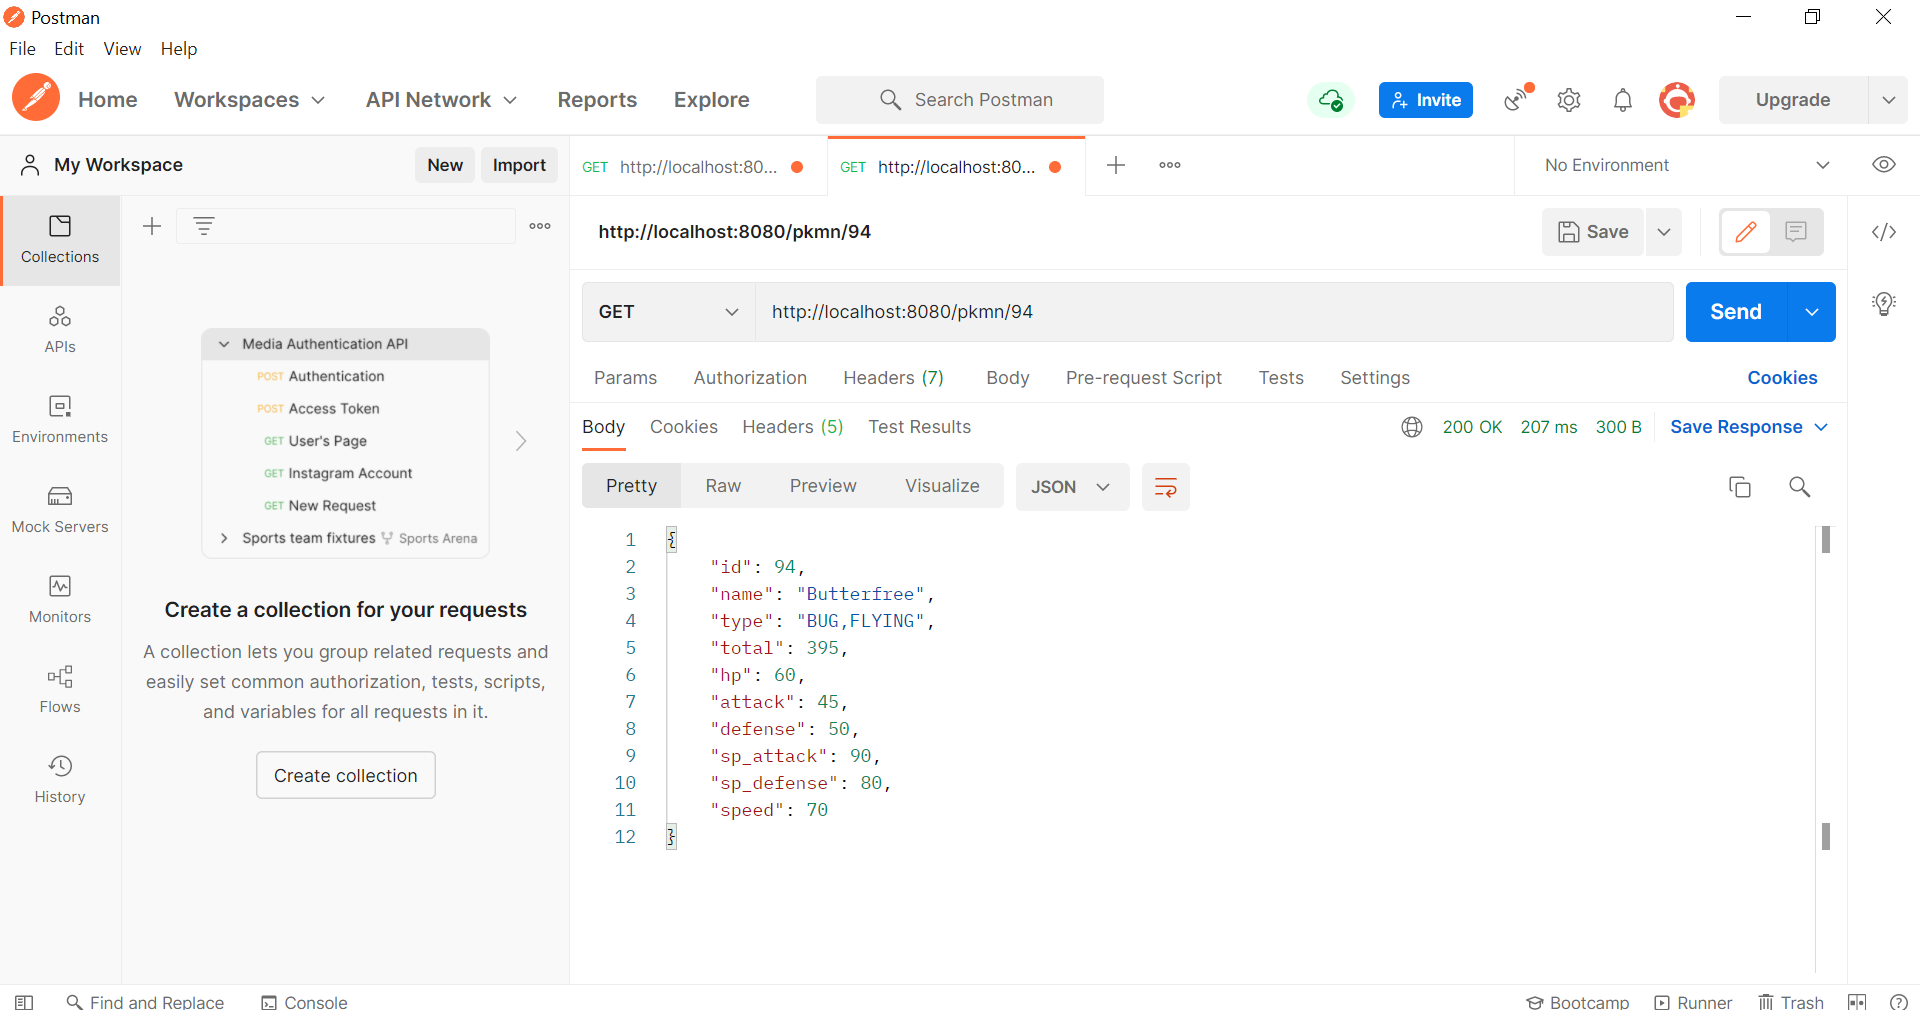 Postman
File Edit View Help
Home Workspaces API Network Reports Explore Search Postman Invite Upgrade
My Workspace New Import GET http://localhost:80... GET http://localhost:80... No Environment
Collections
APIs
Environments
Mock Servers
Monitors
Flows
History
Media Authentication API
POST Authentication
POST Access Token
GET User's Page
GET Instagram Account
GET New Request
Sports team fixtures Sports Arena
Create a collection for your requests
A collection lets you group related requests and
easily set common authorization, tests, scripts,
and variables for all requests in it.
Create collection
http://localhost:8080/pkmn/94 Save
GET http://localhost:8080/pkmn/94 Send
Params Authorization Headers (7) Body Pre-request Script Tests Settings Cookies
Body Cookies Headers (5) Test Results 200 OK 207 ms 300 B Save Response
Pretty Raw Preview Visualize JSON
1 {
2 "id": 94,
3 "name": "Butterfree",
4 "type": "BUG,FLYING",
5 "total": 395,
6 "hp": 60,
7 "attack": 45,
8 "defense": 50,
9 "sp_attack": 90,
10 "sp_defense": 80,
11 "speed": 70
12 }
Find and Replace Console Bootcamp Runner Trash